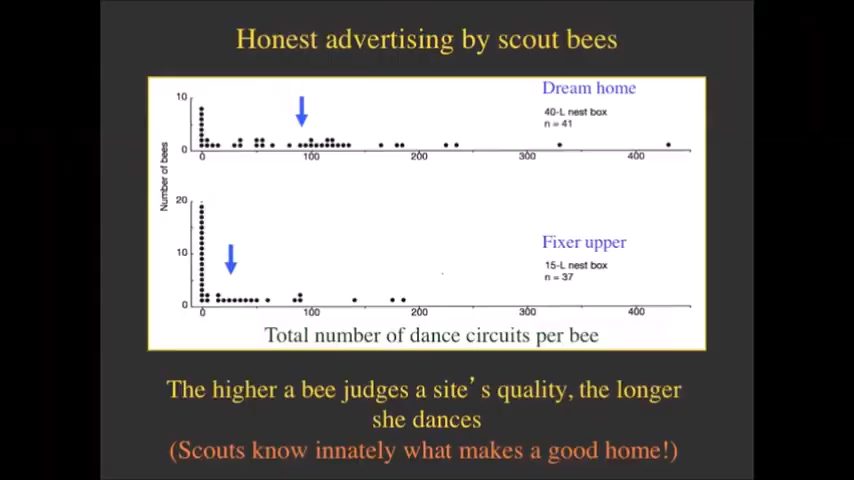 Honest advertising by scout bees
Dream home
40-L nest box
n = 41
10
0
0 100 200 300 400
Number of bees
20
10
0
Fixer upper
15-L nest box
n = 37
0 100 200 300 400
Total number of dance circuits per bee
The higher a bee judges a site’s quality, the longer
she dances
(Scouts know innately what makes a good home!)